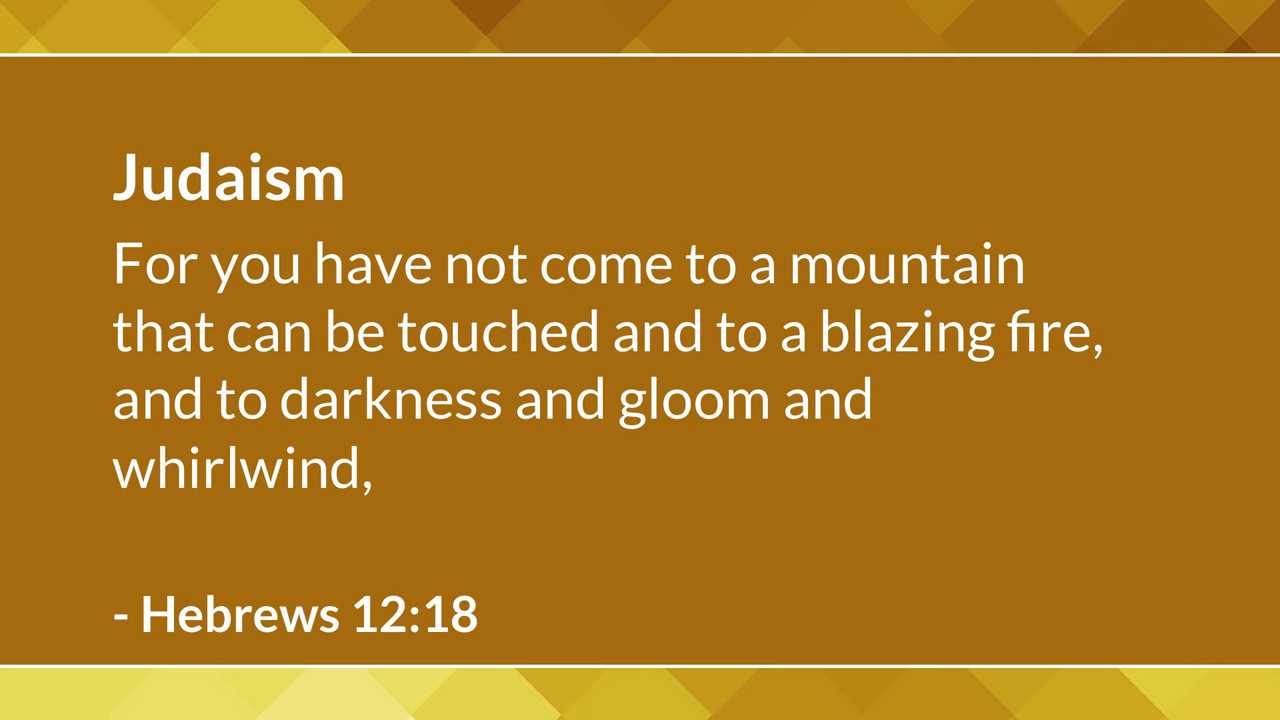 Judaism
For you have not come to a mountain
that can be touched and to a blazing fire,
and to darkness and gloom and
whirlwind,
- Hebrews 12:18